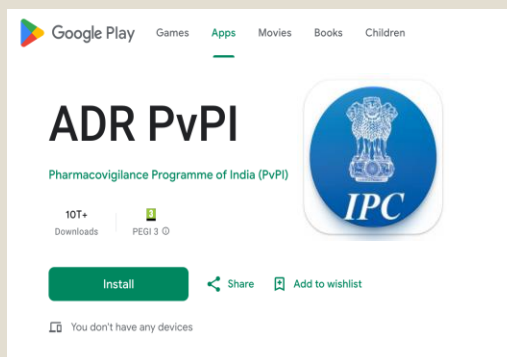 Google Play Games Apps Movies Books Children
ADR PvPI
Pharmacovigilance Programme of India (PvPI)
IPC
10T+
Downloads
3
PEGI 3
Install
Share
Add to wishlist
You don't have any devices